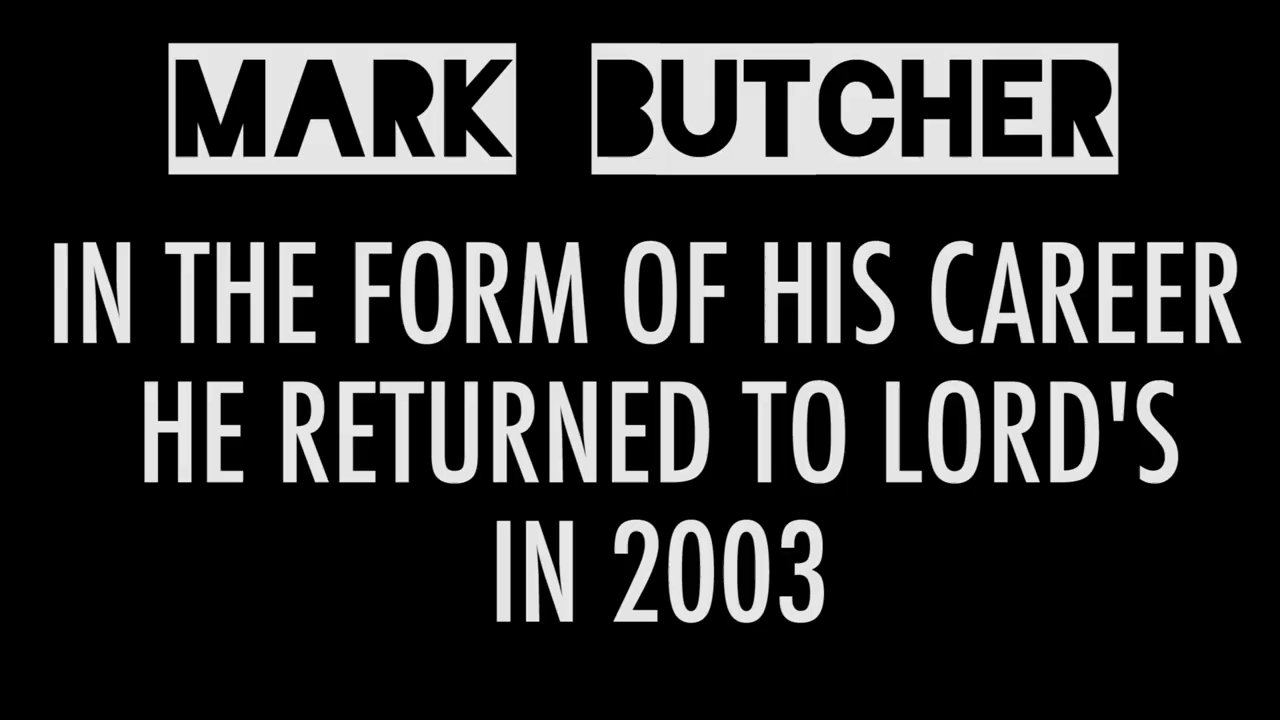 MARK BUTCHER
IN THE FORM OF HIS CAREER
HE RETURNED TO LORD'S
IN 2003